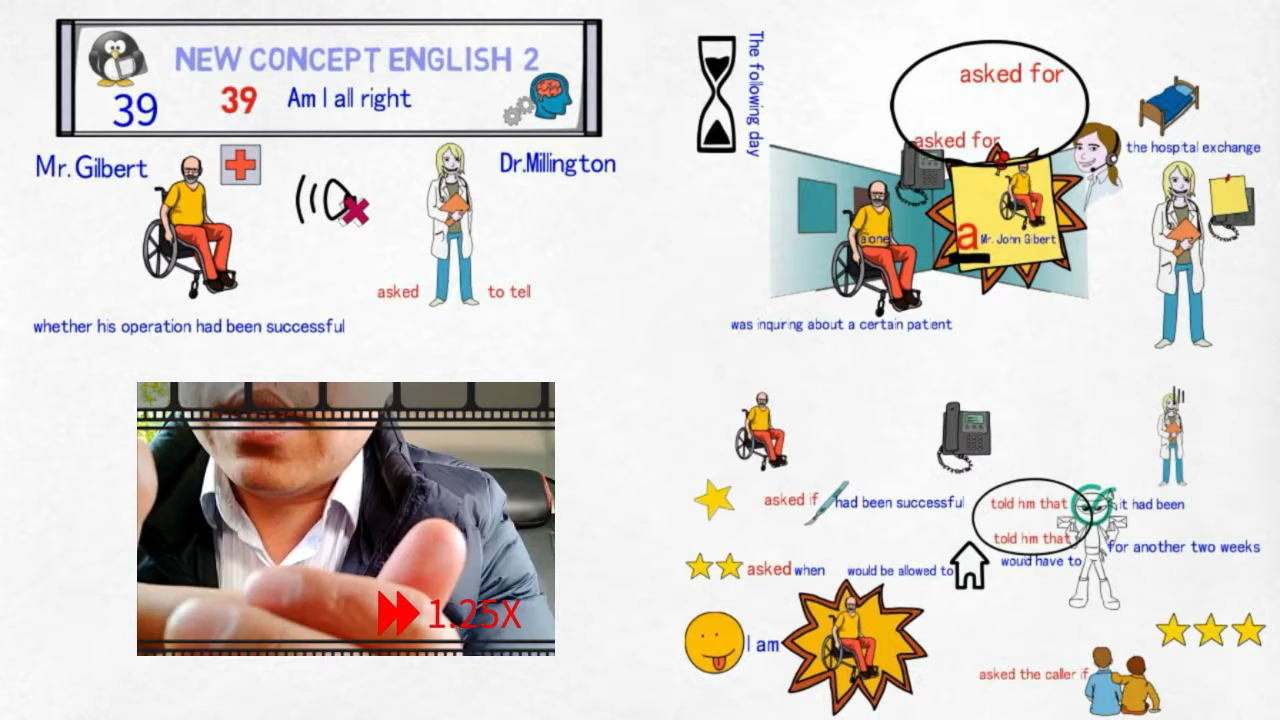 NEW CONCEPT ENGLISH 2
39
39 Am I all right
Mr. Gilbert
Dr.Millington
asked to tell
whether his operation had been successful
1.25X
The following day
asked for
asked for
the hosptal exchange
alone
a Mr. John Gibert
was inquring about a certain patient
asked if had been successful told hm that it had been
told hm that
asked when would be allowed to would have to for another two weeks
I am
asked the caller if